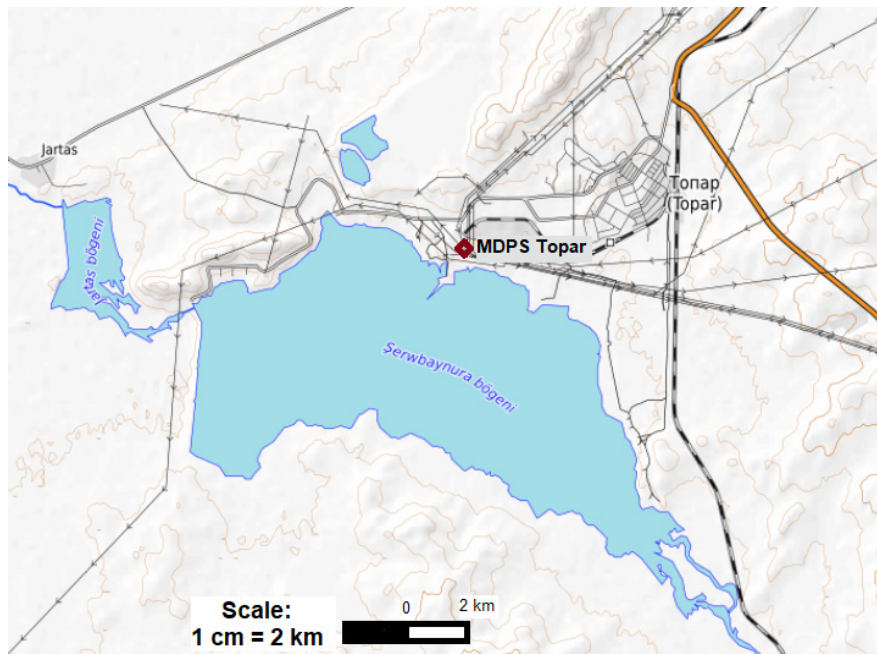 Jartas
Топар
(Topar)
MDPS Topar
Jartas bögeni
Şerwbaynura bögeni
Scale:
1 cm = 2 km
0
2 km